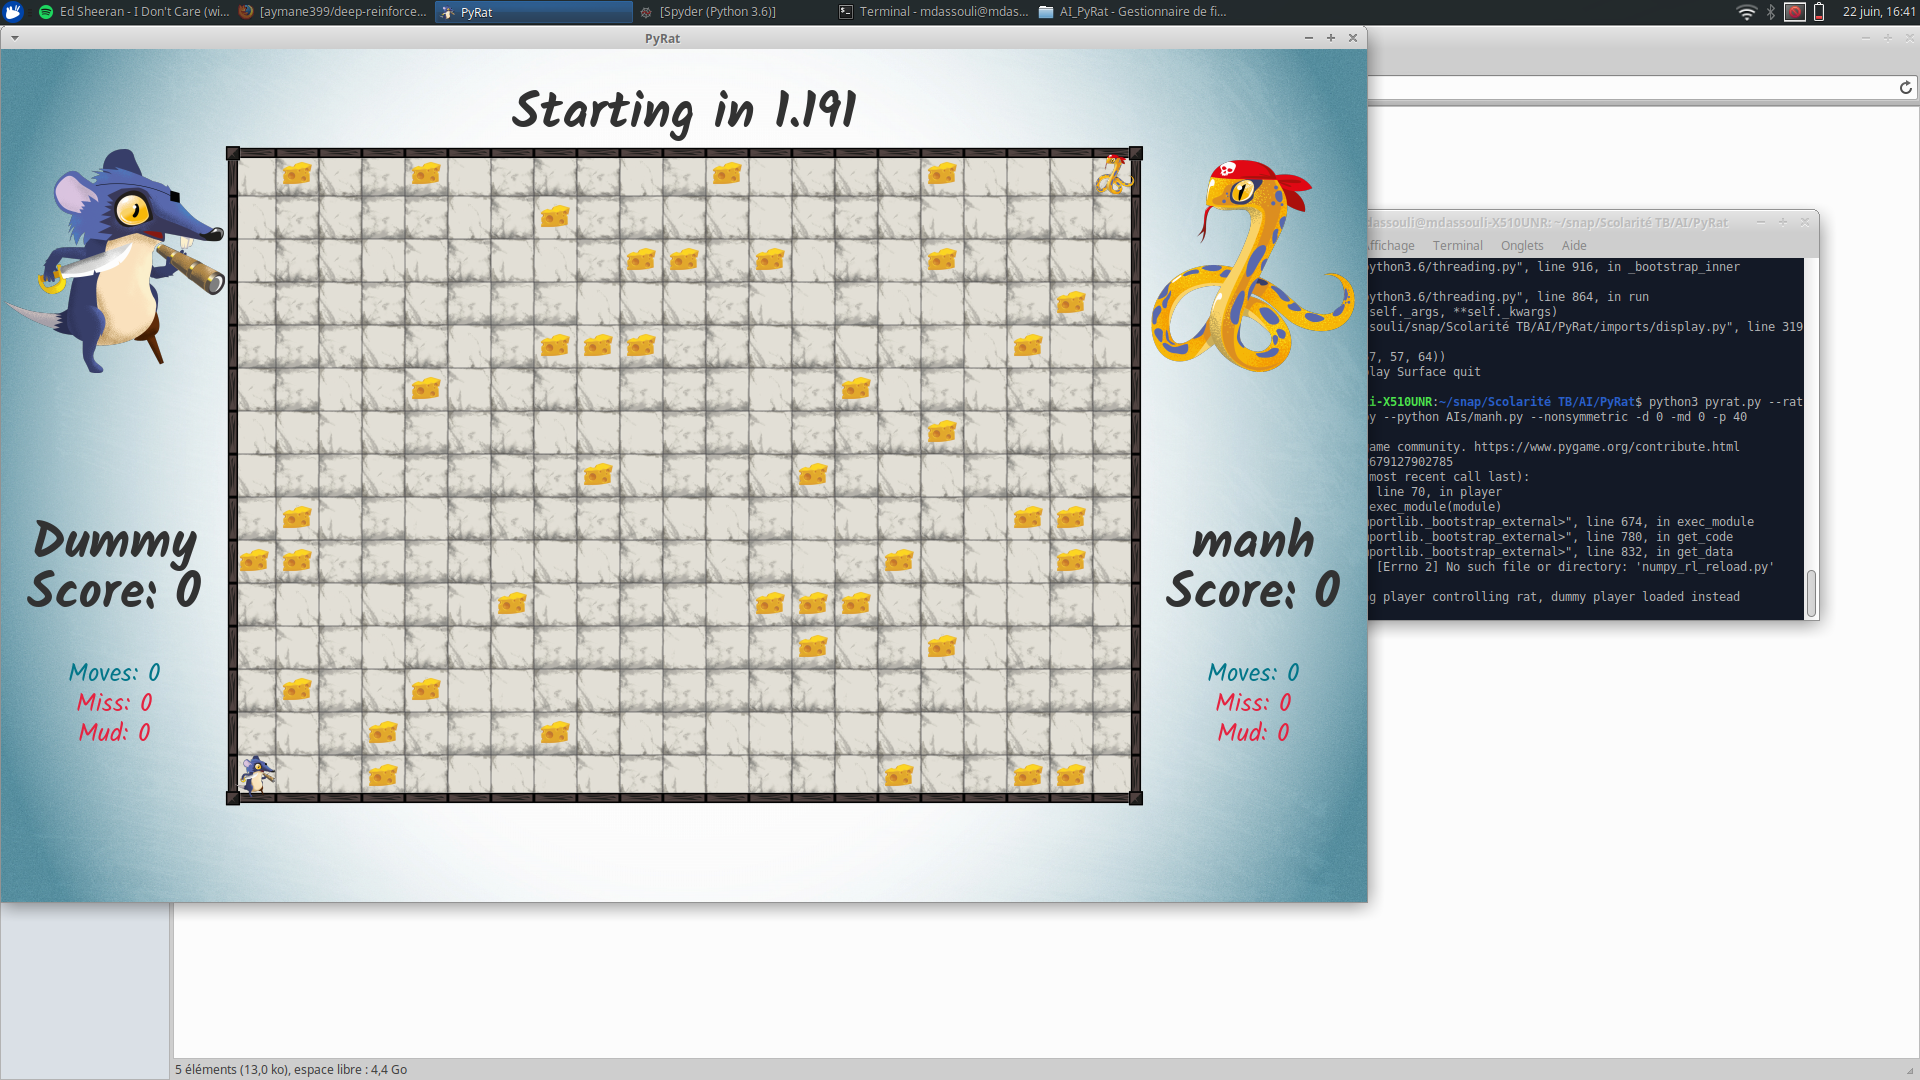 Ed Sheeran - I Don't Care (wi...
[aymane399/deep-reinforce...
PyRat
[Spyder (Python 3.6)]
Terminal - mdassouli@mdas...
AI_PyRat - Gestionnaire de fi...
22 juin, 16:41
PyRat
Starting in 1.191
Dummy
Score: 0
Moves: 0
Miss: 0
Mud: 0
manh
Score: 0
Moves: 0
Miss: 0
Mud: 0
dassouli@mdassouli-X510UNR: ~/snap/Scolarité TB/AI/PyRat
ffichage Terminal Onglets Aide
ython3.6/threading.py", line 916, in _bootstrap_inner
ython3.6/threading.py", line 864, in run
self._args, **self._kwargs)
souli/snap/Scolarité TB/AI/PyRat/imports/display.py", line 319
7, 57, 64))
lay Surface quit
i-X510UNR:~/snap/Scolarité TB/AI/PyRat$ python3 pyrat.py --rat
y --python AIs/manh.py --nonsymmetric -d 0 -md 0 -p 40
ame community. https://www.pygame.org/contribute.html
679127902785
most recent call last):
line 70, in player
exec_module(module)
mportlib._bootstrap_external>", line 674, in exec_module
mportlib._bootstrap_external>", line 780, in get_code
mportlib._bootstrap_external>", line 832, in get_data
[Errno 2] No such file or directory: 'numpy_rl_reload.py'
g player controlling rat, dummy player loaded instead
5 éléments (13,0 ko), espace libre : 4,4 Go